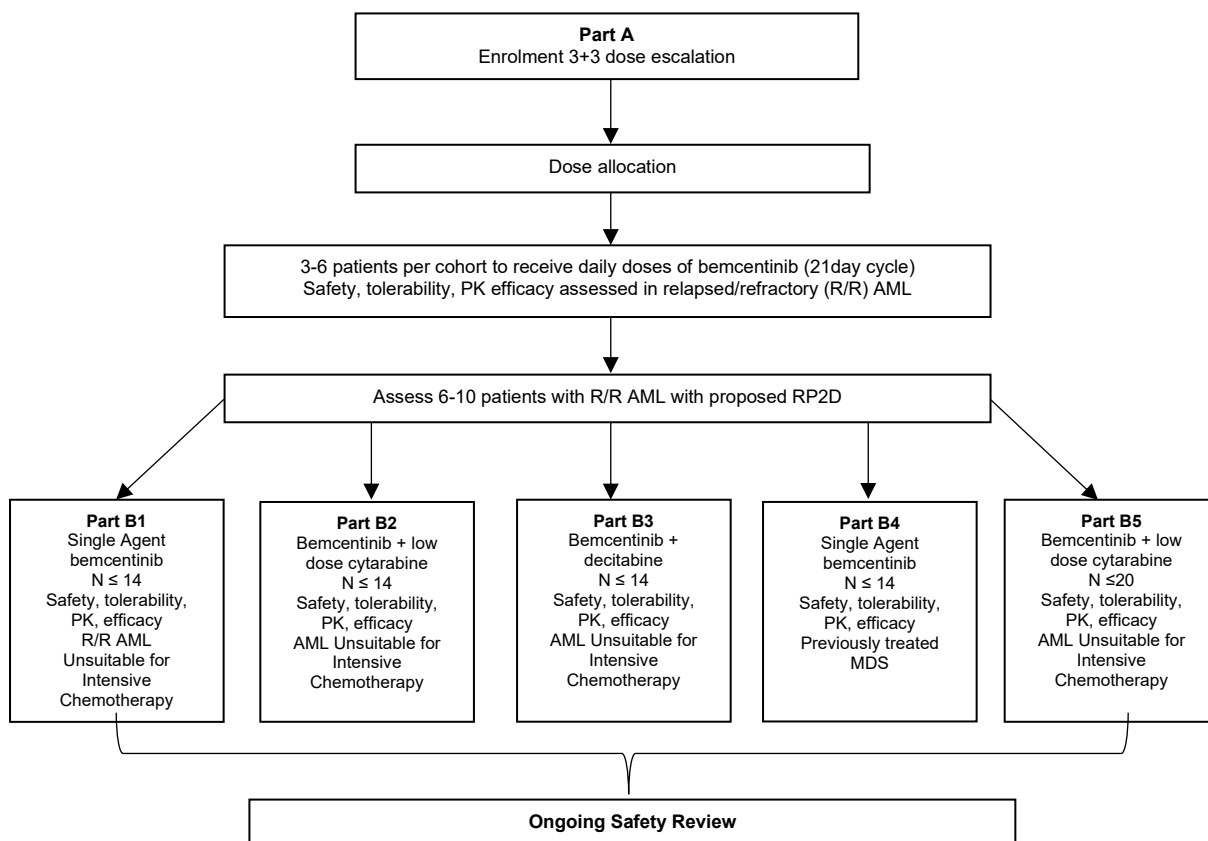 Part A
Enrolment 3+3 dose escalation
Dose allocation
3-6 patients per cohort to receive daily doses of bemcentinib (21day cycle)
Safety, tolerability, PK efficacy assessed in relapsed/refractory (R/R) AML
Assess 6-10 patients with R/R AML with proposed RP2D
Part B1
Single Agent
bemcentinib
N ≤ 14
Safety, tolerability,
PK, efficacy
R/R AML
Unsuitable for
Intensive
Chemotherapy
Part B2
Bemcentinib + low
dose cytarabine
N ≤ 14
Safety, tolerability,
PK, efficacy
AML Unsuitable for
Intensive
Chemotherapy
Part B3
Bemcentinib +
decitabine
N ≤ 14
Safety, tolerability,
PK, efficacy
AML Unsuitable for
Intensive
Chemotherapy
Part B4
Single Agent
bemcentinib
N ≤ 14
Safety, tolerability,
PK, efficacy
Previously treated
MDS
Part B5
Bemcentinib + low
dose cytarabine
N ≤20
Safety, tolerability,
PK, efficacy
AML Unsuitable for
Intensive
Chemotherapy
Ongoing Safety Review